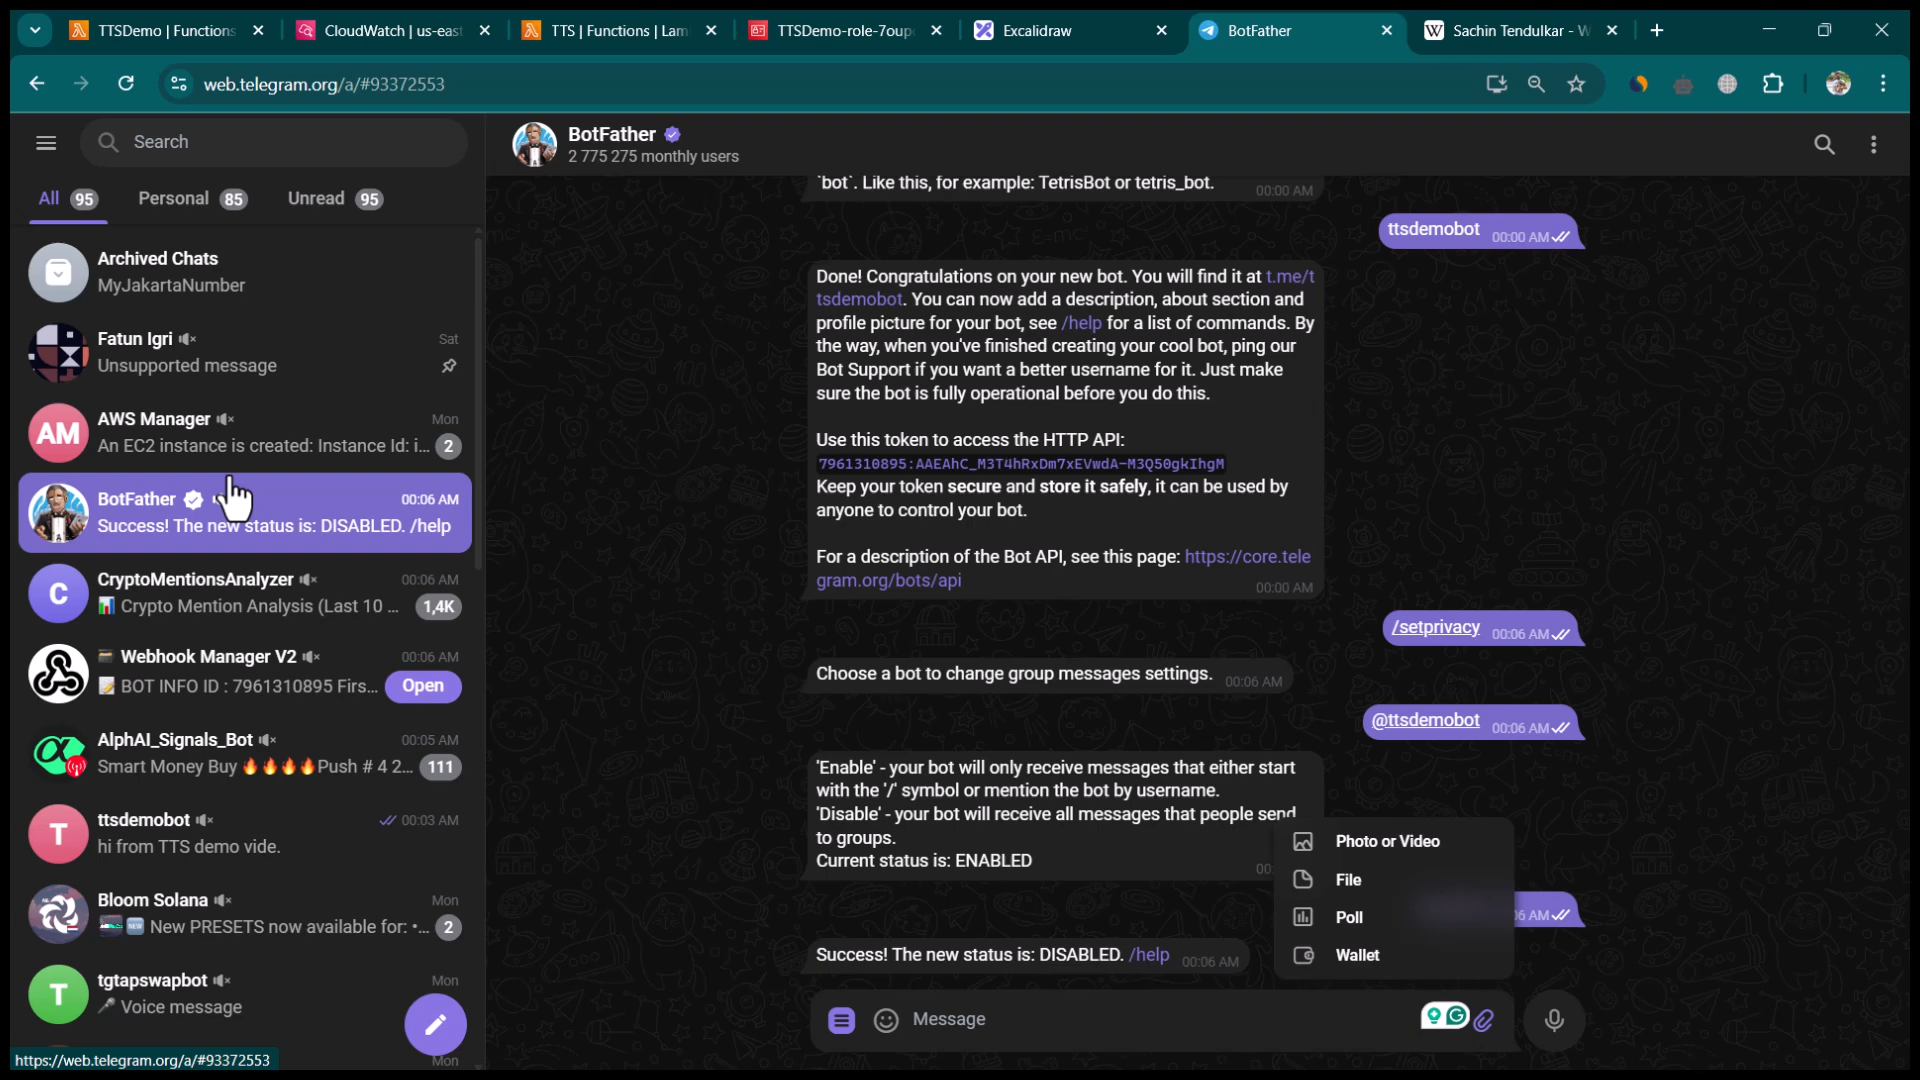 TTSDemo | Functions
CloudWatch | us-east
TTS | Functions | Lam
TTSDemo-role-7oup
Excalidraw
BotFather
Sachin Tendulkar - W
web.telegram.org/a/#93372553
Search
All 95
Personal 85
Unread 95
Archived Chats
MyJakartaNumber
Fatun Igri
Sat
Unsupported message
AM
AWS Manager
Mon
An EC2 instance is created: Instance Id: i...
2
BotFather
00:06 AM
Success! The new status is: DISABLED. /help
C
CryptoMentionsAnalyzer
00:06 AM
Crypto Mention Analysis (Last 10 ...
1,4K
Webhook Manager V2
00:06 AM
BOT INFO ID : 7961310895 Firs...
Open
AlphAI_Signals_Bot
00:05 AM
Smart Money Buy 🔥🔥🔥🔥Push # 4 2...
111
T
ttsdemobot
00:03 AM
hi from TTS demo vide.
Bloom Solana
Mon
New PRESETS now available for: •...
2
T
tgtapswapbot
Mon
Voice message
Mon
https://web.telegram.org/a/#93372553
BotFather
2 775 275 monthly users
`bot`. Like this, for example: TetrisBot or tetris_bot.
00:00 AM
ttsdemobot
00:00 AM
Done! Congratulations on your new bot. You will find it at t.me/t
tsdemobot. You can now add a description, about section and
profile picture for your bot, see /help for a list of commands. By
the way, when you've finished creating your cool bot, ping our
Bot Support if you want a better username for it. Just make
sure the bot is fully operational before you do this.
Use this token to access the HTTP API:
7961310895:AAEAhC_M3T4hRxDm7xEVwdA-M3Q50gkIhgM
Keep your token secure and store it safely, it can be used by
anyone to control your bot.
For a description of the Bot API, see this page: https://core.tele
gram.org/bots/api
00:00 AM
/setprivacy
00:06 AM
Choose a bot to change group messages settings.
00:06 AM
@ttsdemobot
00:06 AM
'Enable' - your bot will only receive messages that either start
with the '/' symbol or mention the bot by username.
'Disable' - your bot will receive all messages that people send
to groups.
Current status is: ENABLED
00:
Photo or Video
File
Poll
Wallet
06 AM
Success! The new status is: DISABLED. /help
00:06 AM
Message